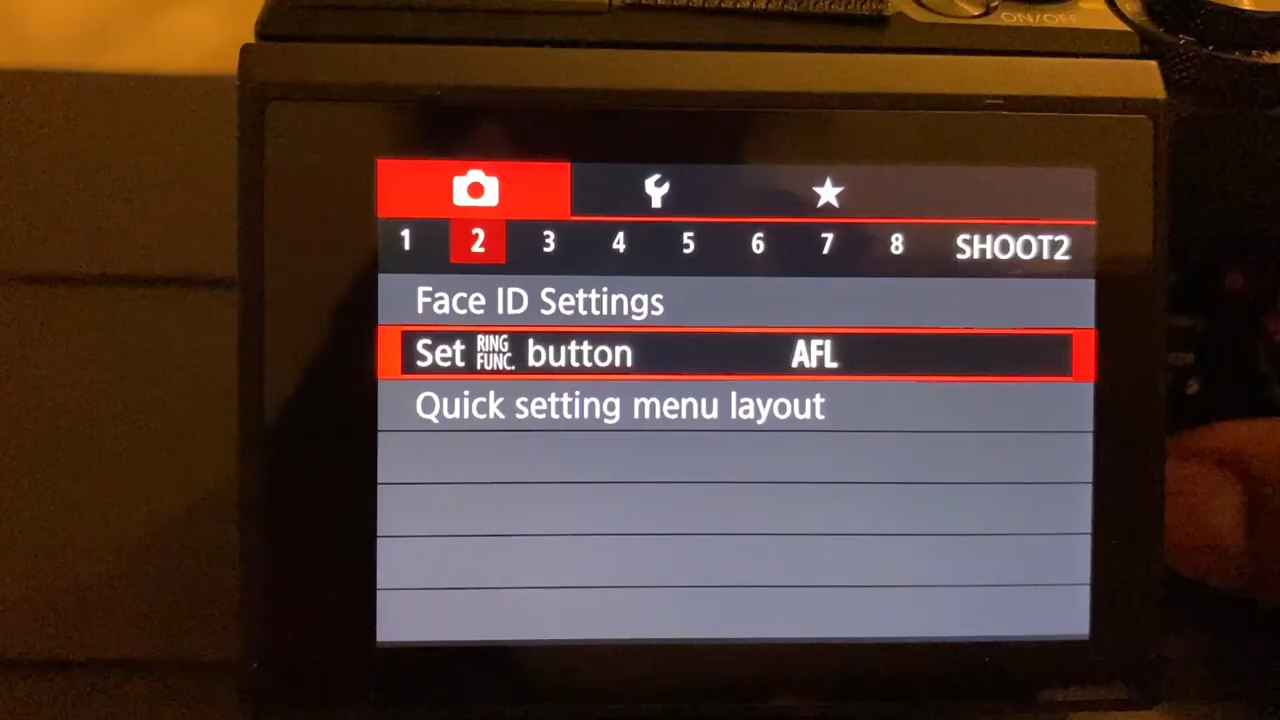 ON/OFF
1 2 3 4 5 6 7 8 SHOOT2
Face ID Settings
Set RING FUNC. button AFL
Quick setting menu layout